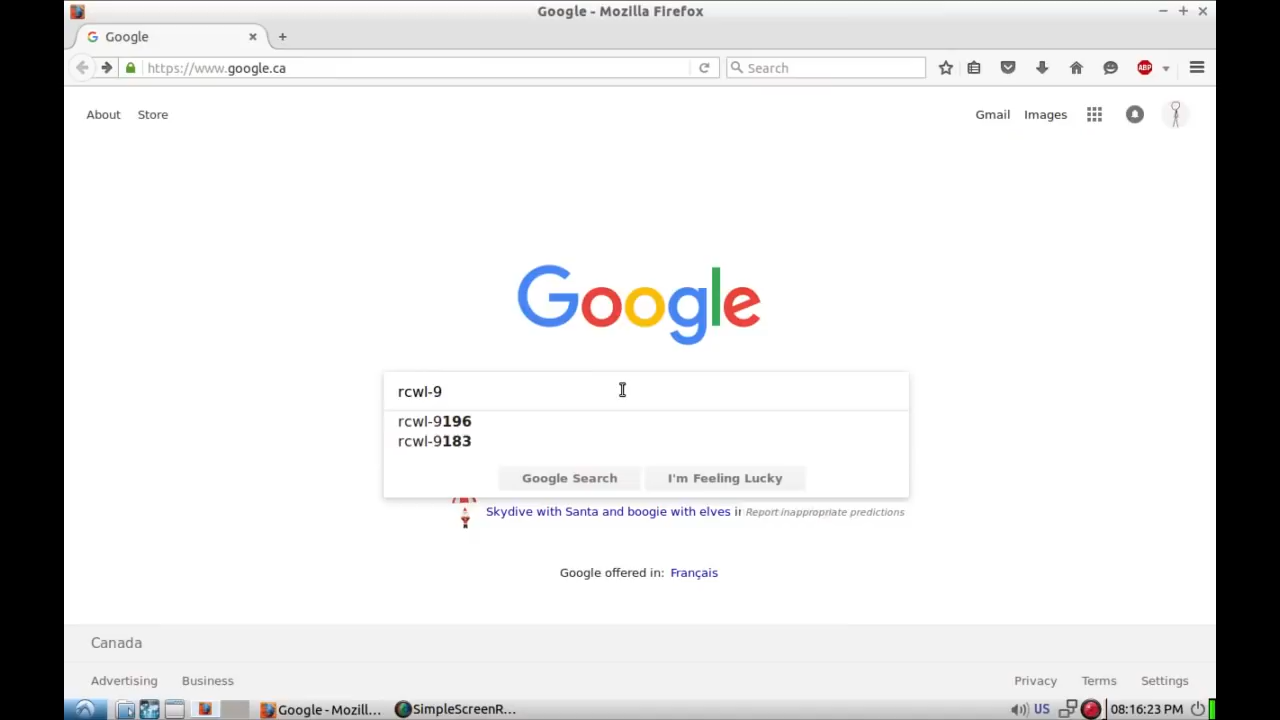 Google - Mozilla Firefox
Google
https://www.google.ca
Search
ABP
About Store
Gmail Images
Google
rcwl-9
rcwl-9196
rcwl-9183
Google Search I'm Feeling Lucky
Skydive with Santa and boogie with elves
Report inappropriate predictions
Google offered in: Français
Canada
Advertising Business
Privacy Terms Settings
Google - Mozill... SimpleScreenR...
US 08:16:23 PM